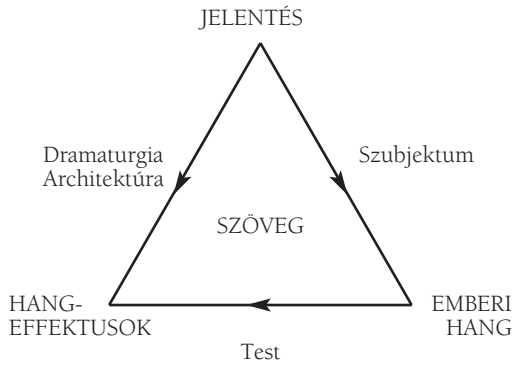 JELENTÉS
Dramaturgia
Architektúra
Szubjektum
SZÖVEG
HANG-
EFFEKTUSOK
EMBERI
HANG
Test